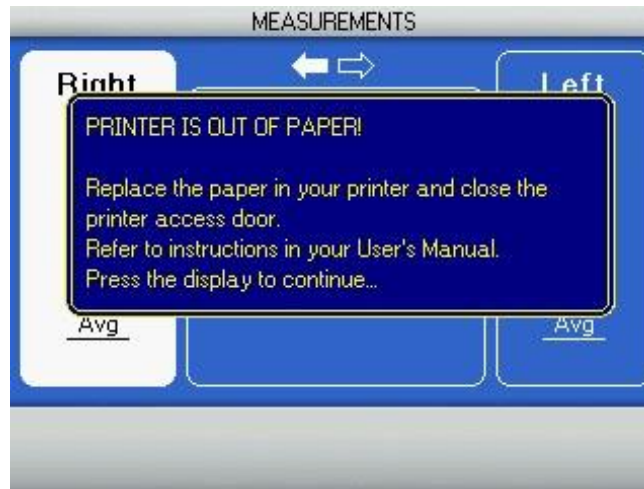 MEASUREMENTS
Right
Left
PRINTER IS OUT OF PAPER!
Replace the paper in your printer and close the
printer access door.
Refer to instructions in your User's Manual.
Press the display to continue...
Avg
Avg